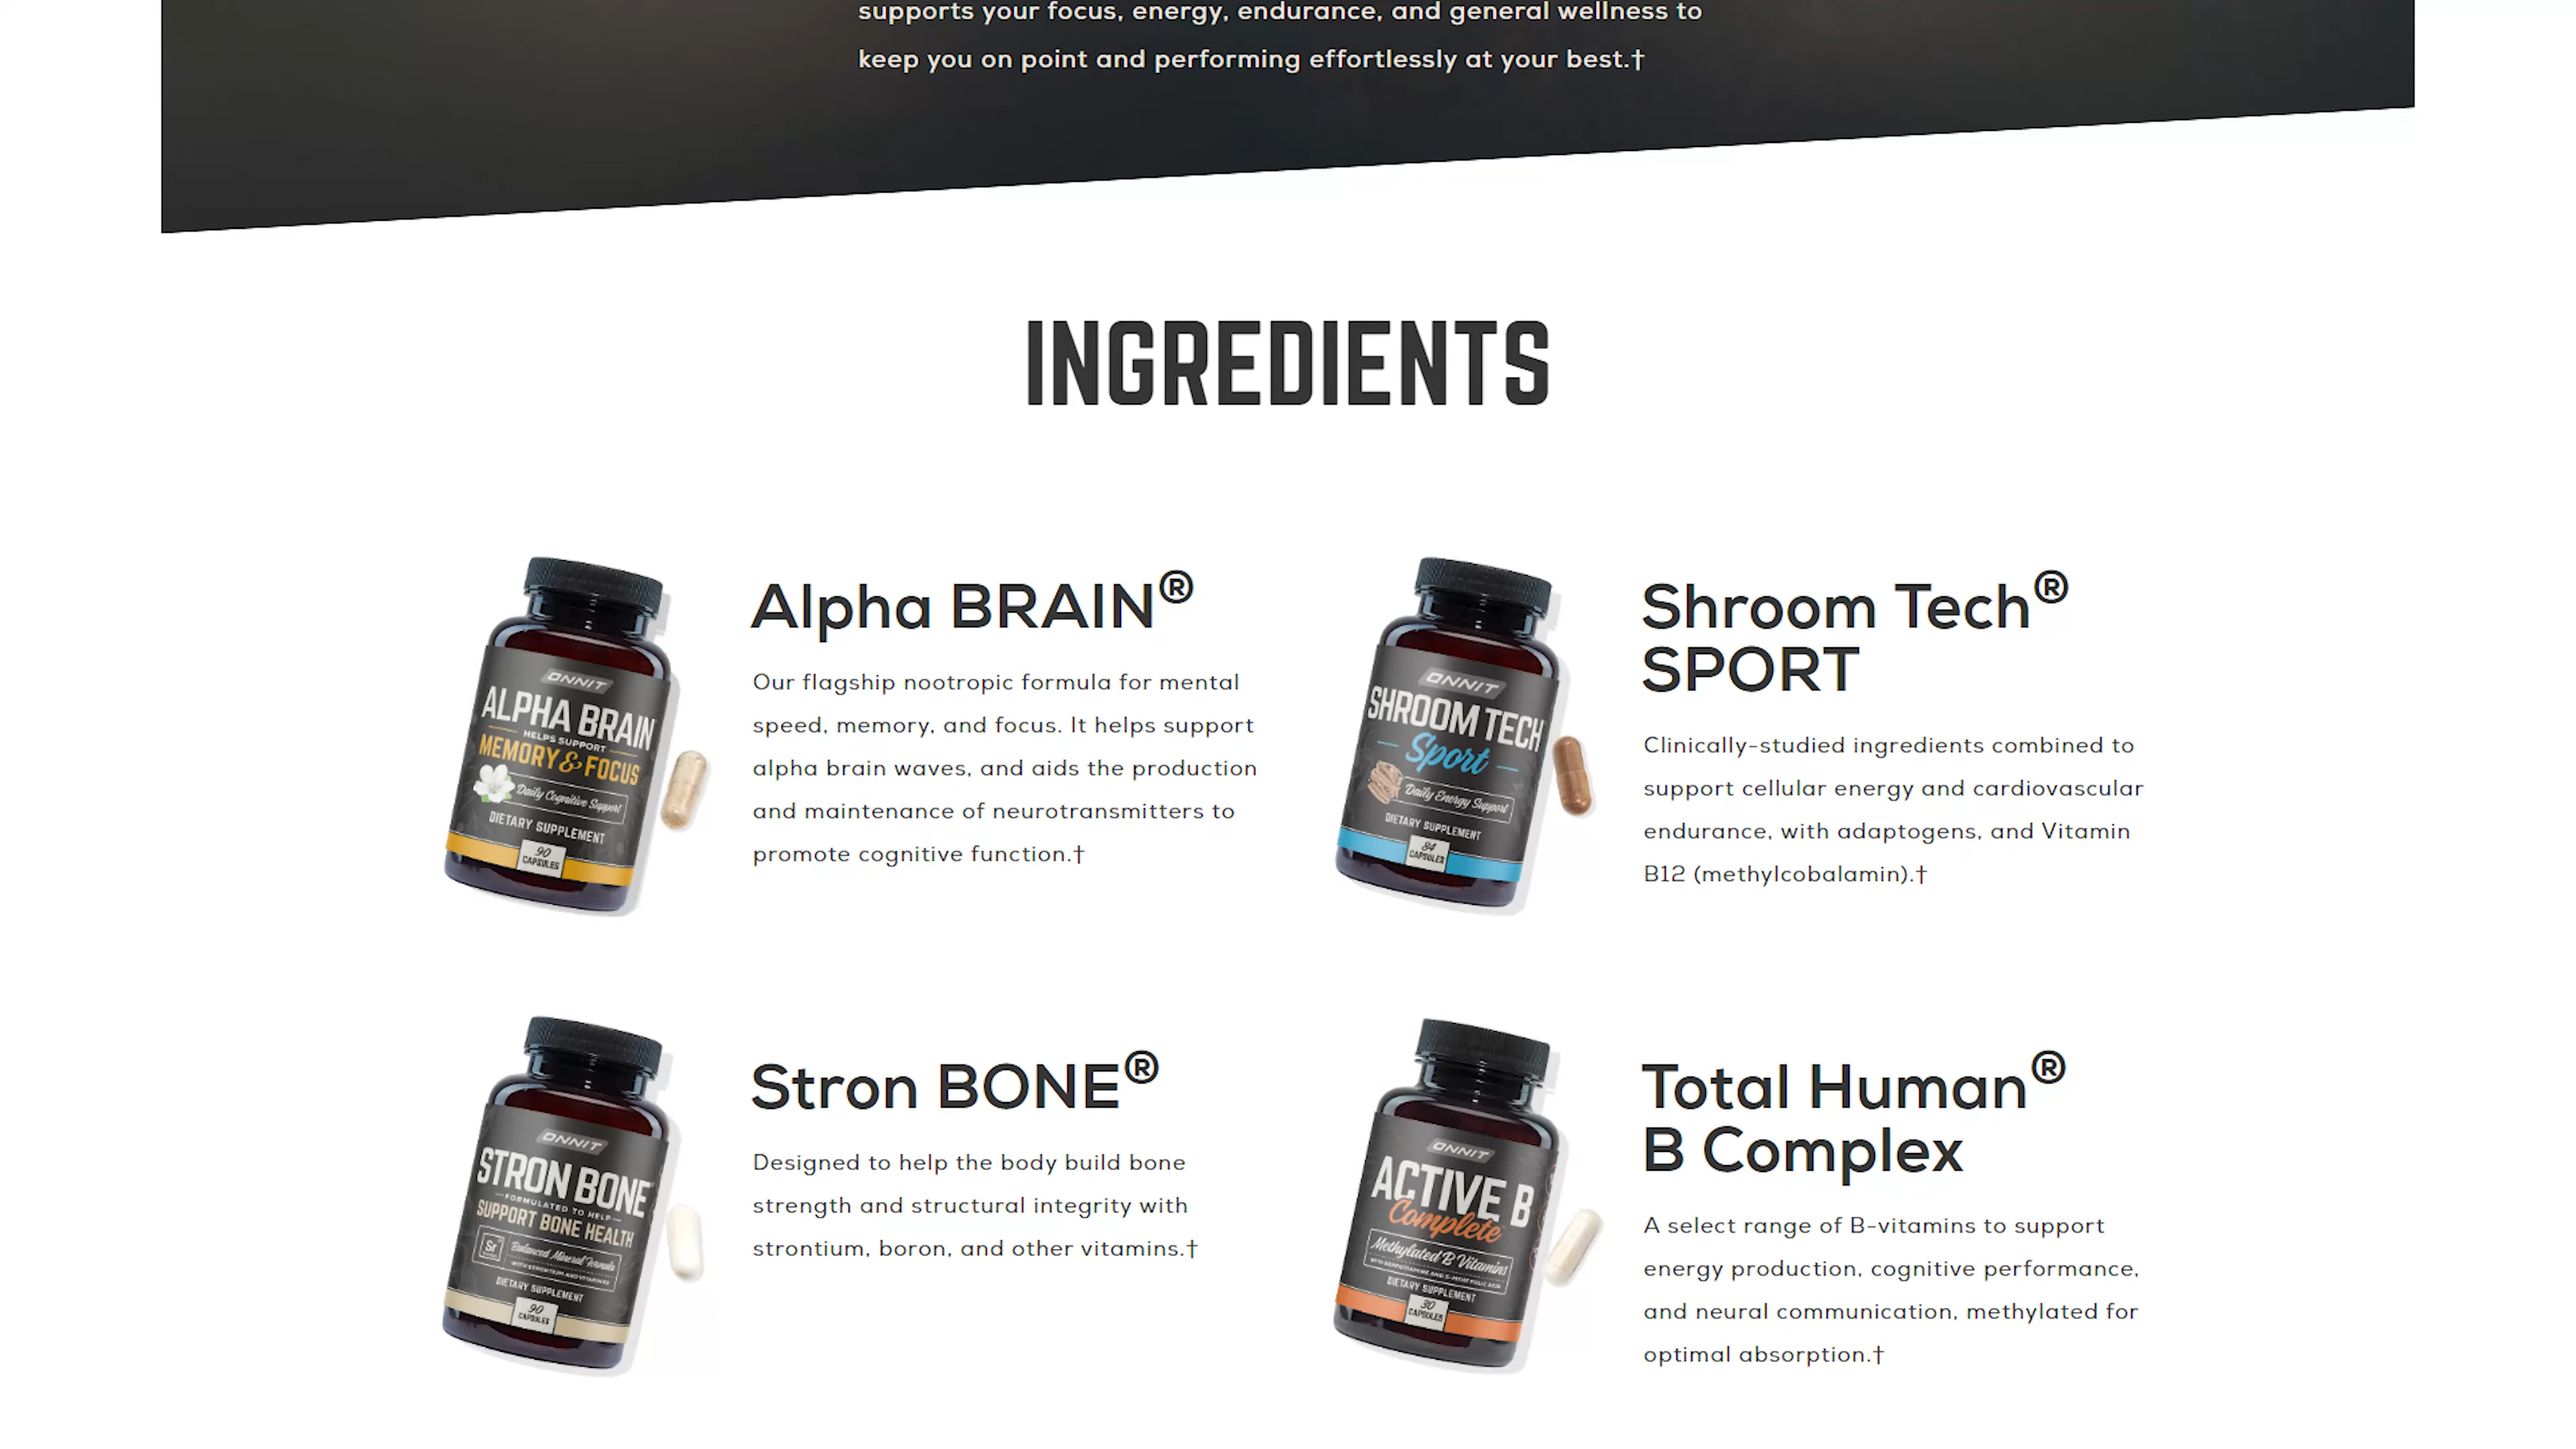 supports your focus, energy, endurance, and general wellness to
keep you on point and performing effortlessly at your best.†
INGREDIENTS
ONNIT
ALPHA BRAIN
HELPS SUPPORT
MEMORY & FOCUS
Daily Cognitive Support
DIETARY SUPPLEMENT
90
CAPSULES
Alpha BRAIN®
Our flagship nootropic formula for mental
speed, memory, and focus. It helps support
alpha brain waves, and aids the production
and maintenance of neurotransmitters to
promote cognitive function.†
ONNIT
SHROOM TECH
Sport
Daily Energy Support
DIETARY SUPPLEMENT
84
CAPSULES
Shroom Tech®
SPORT
Clinically-studied ingredients combined to
support cellular energy and cardiovascular
endurance, with adaptogens, and Vitamin
B12 (methylcobalamin).†
ONNIT
STRON BONE
FORMULATED TO HELP
SUPPORT BONE HEALTH
Sr
Balanced Mineral Formula
WITH STRONTIUM AND VITAMIN K2
DIETARY SUPPLEMENT
90
CAPSULES
Stron BONE®
Designed to help the body build bone
strength and structural integrity with
strontium, boron, and other vitamins.†
ONNIT
ACTIVE B
Complete
Methylated B Vitamins
DIETARY SUPPLEMENT
30
CAPSULES
Total Human®
B Complex
A select range of B-vitamins to support
energy production, cognitive performance,
and neural communication, methylated for
optimal absorption.†